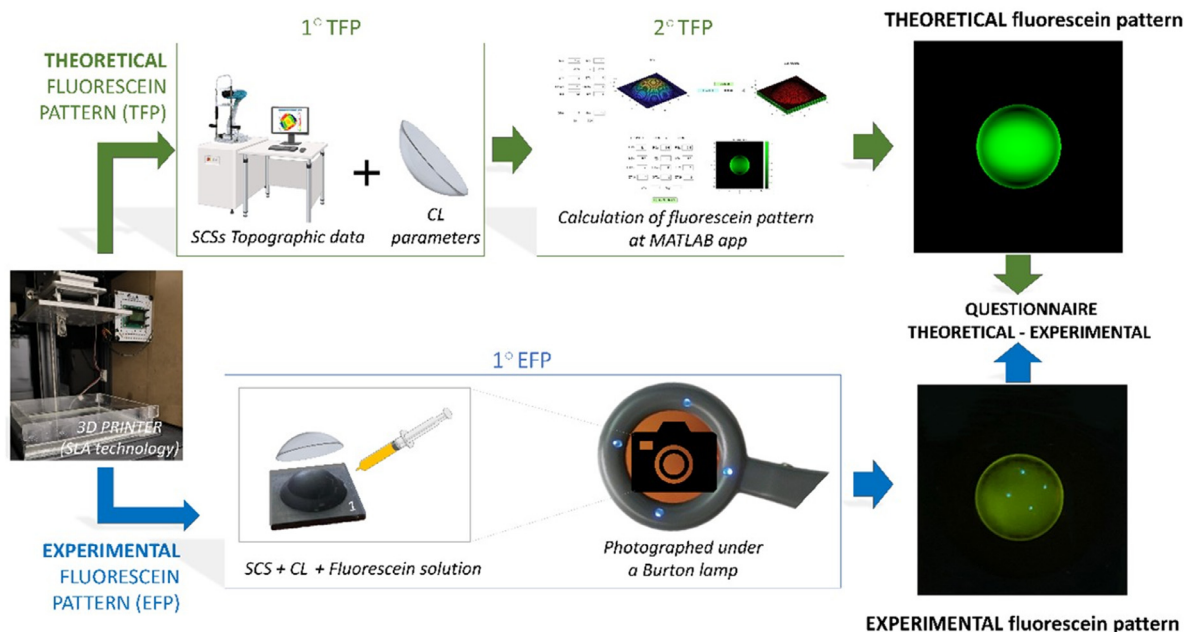 1° TFP
2° TFP
THEORETICAL fluorescein pattern
THEORETICAL
FLUORESCEIN
PATTERN (TFP)
+
SCSs Topographic data
CL
parameters
Calculation of fluorescein pattern
at MATLAB app
QUESTIONNAIRE
THEORETICAL - EXPERIMENTAL
3D PRINTER
(SLA technology)
1° EFP
1
EXPERIMENTAL
FLUORESCEIN
PATTERN (EFP)
SCS + CL + Fluorescein solution
Photographed under
a Burton lamp
EXPERIMENTAL fluorescein pattern